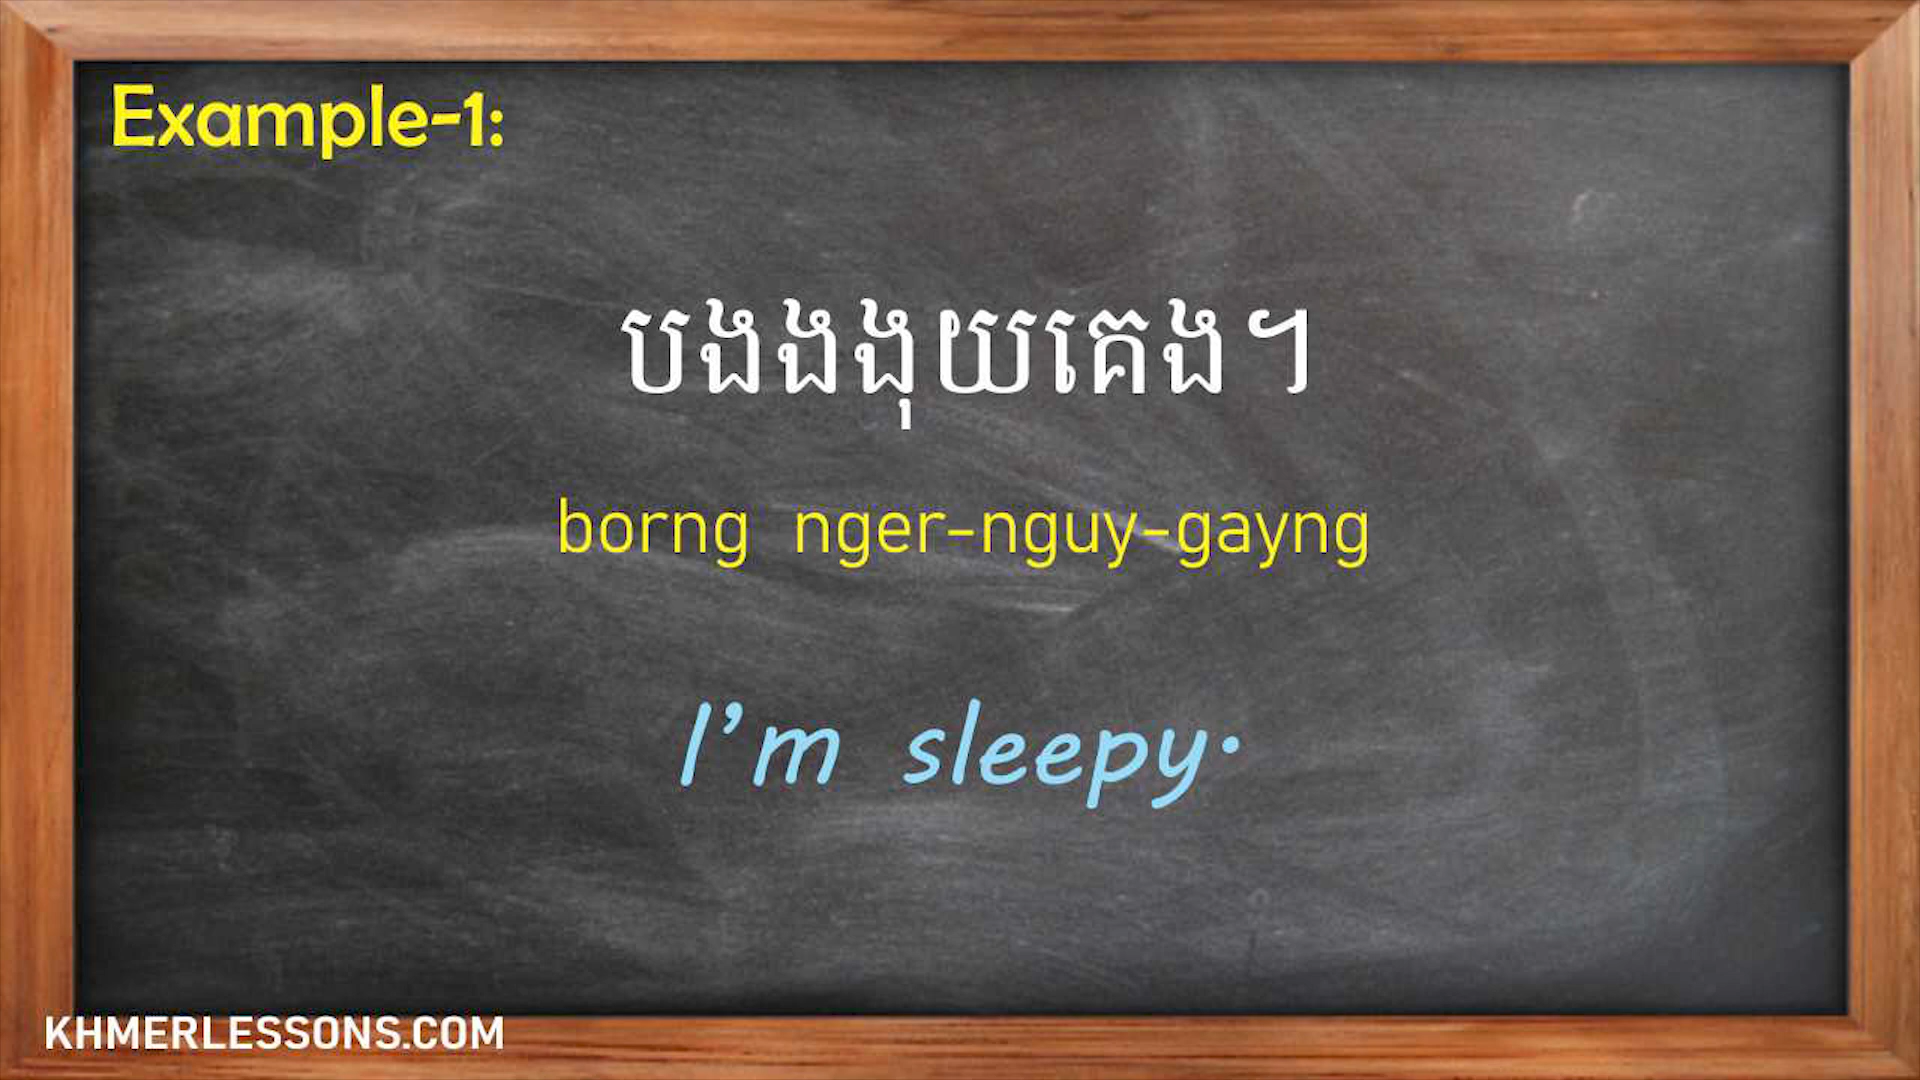 Example-1:
បងងងុយគេង។
borng nger-nguy-gayng
I'm sleepy.
KHMERLESSONS.COM